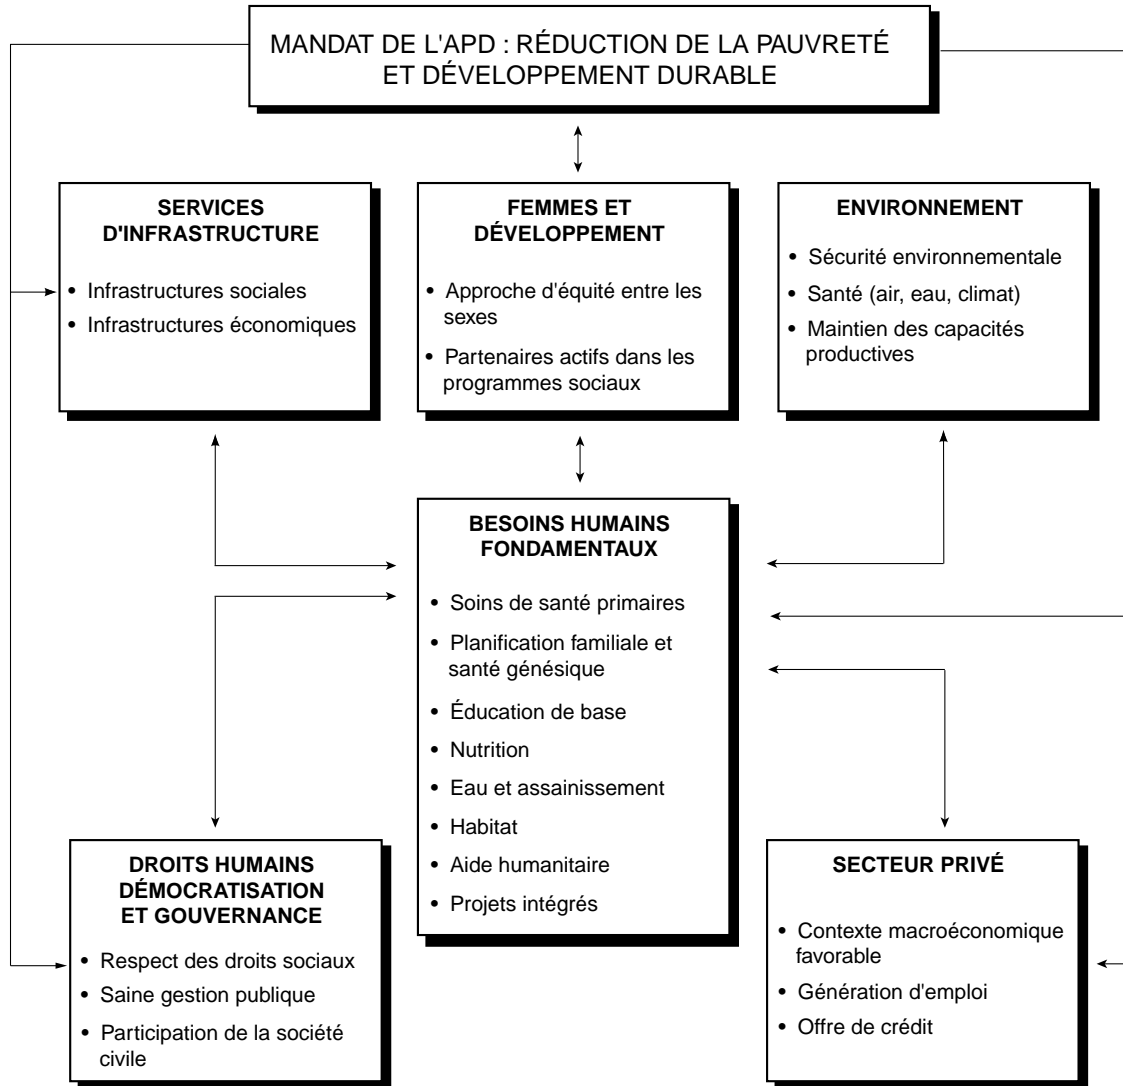 MANDAT DE L'APD : RÉDUCTION DE LA PAUVRETÉ
ET DÉVELOPPEMENT DURABLE
SERVICES
D'INFRASTRUCTURE
• Infrastructures sociales
• Infrastructures économiques
FEMMES ET
DÉVELOPPEMENT
• Approche d'équité entre les
sexes
• Partenaires actifs dans les
programmes sociaux
ENVIRONNEMENT
• Sécurité environnementale
• Santé (air, eau, climat)
• Maintien des capacités
productives
BESOINS HUMAINS
FONDAMENTAUX
• Soins de santé primaires
• Planification familiale et
santé génésique
• Éducation de base
• Nutrition
• Eau et assainissement
• Habitat
• Aide humanitaire
• Projets intégrés
DROITS HUMAINS
DÉMOCRATISATION
ET GOUVERNANCE
• Respect des droits sociaux
• Saine gestion publique
• Participation de la société
civile
SECTEUR PRIVÉ
• Contexte macroéconomique
favorable
• Génération d'emploi
• Offre de crédit